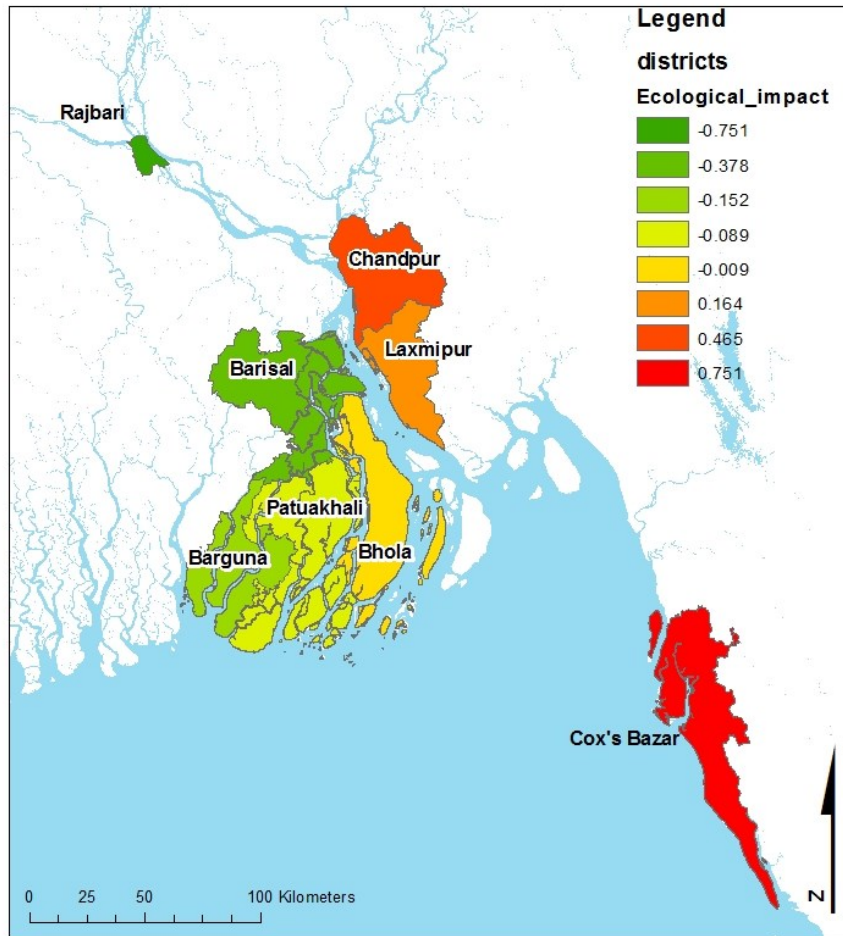 Legend
districts
Ecological_impact
-0.751
-0.378
-0.152
-0.089
-0.009
0.164
0.465
0.751
Rajbari
Chandpur
Laxmipur
Barisal
Patuakhali
Barguna
Bhola
Cox's Bazar
0 25 50 100 Kilometers
N